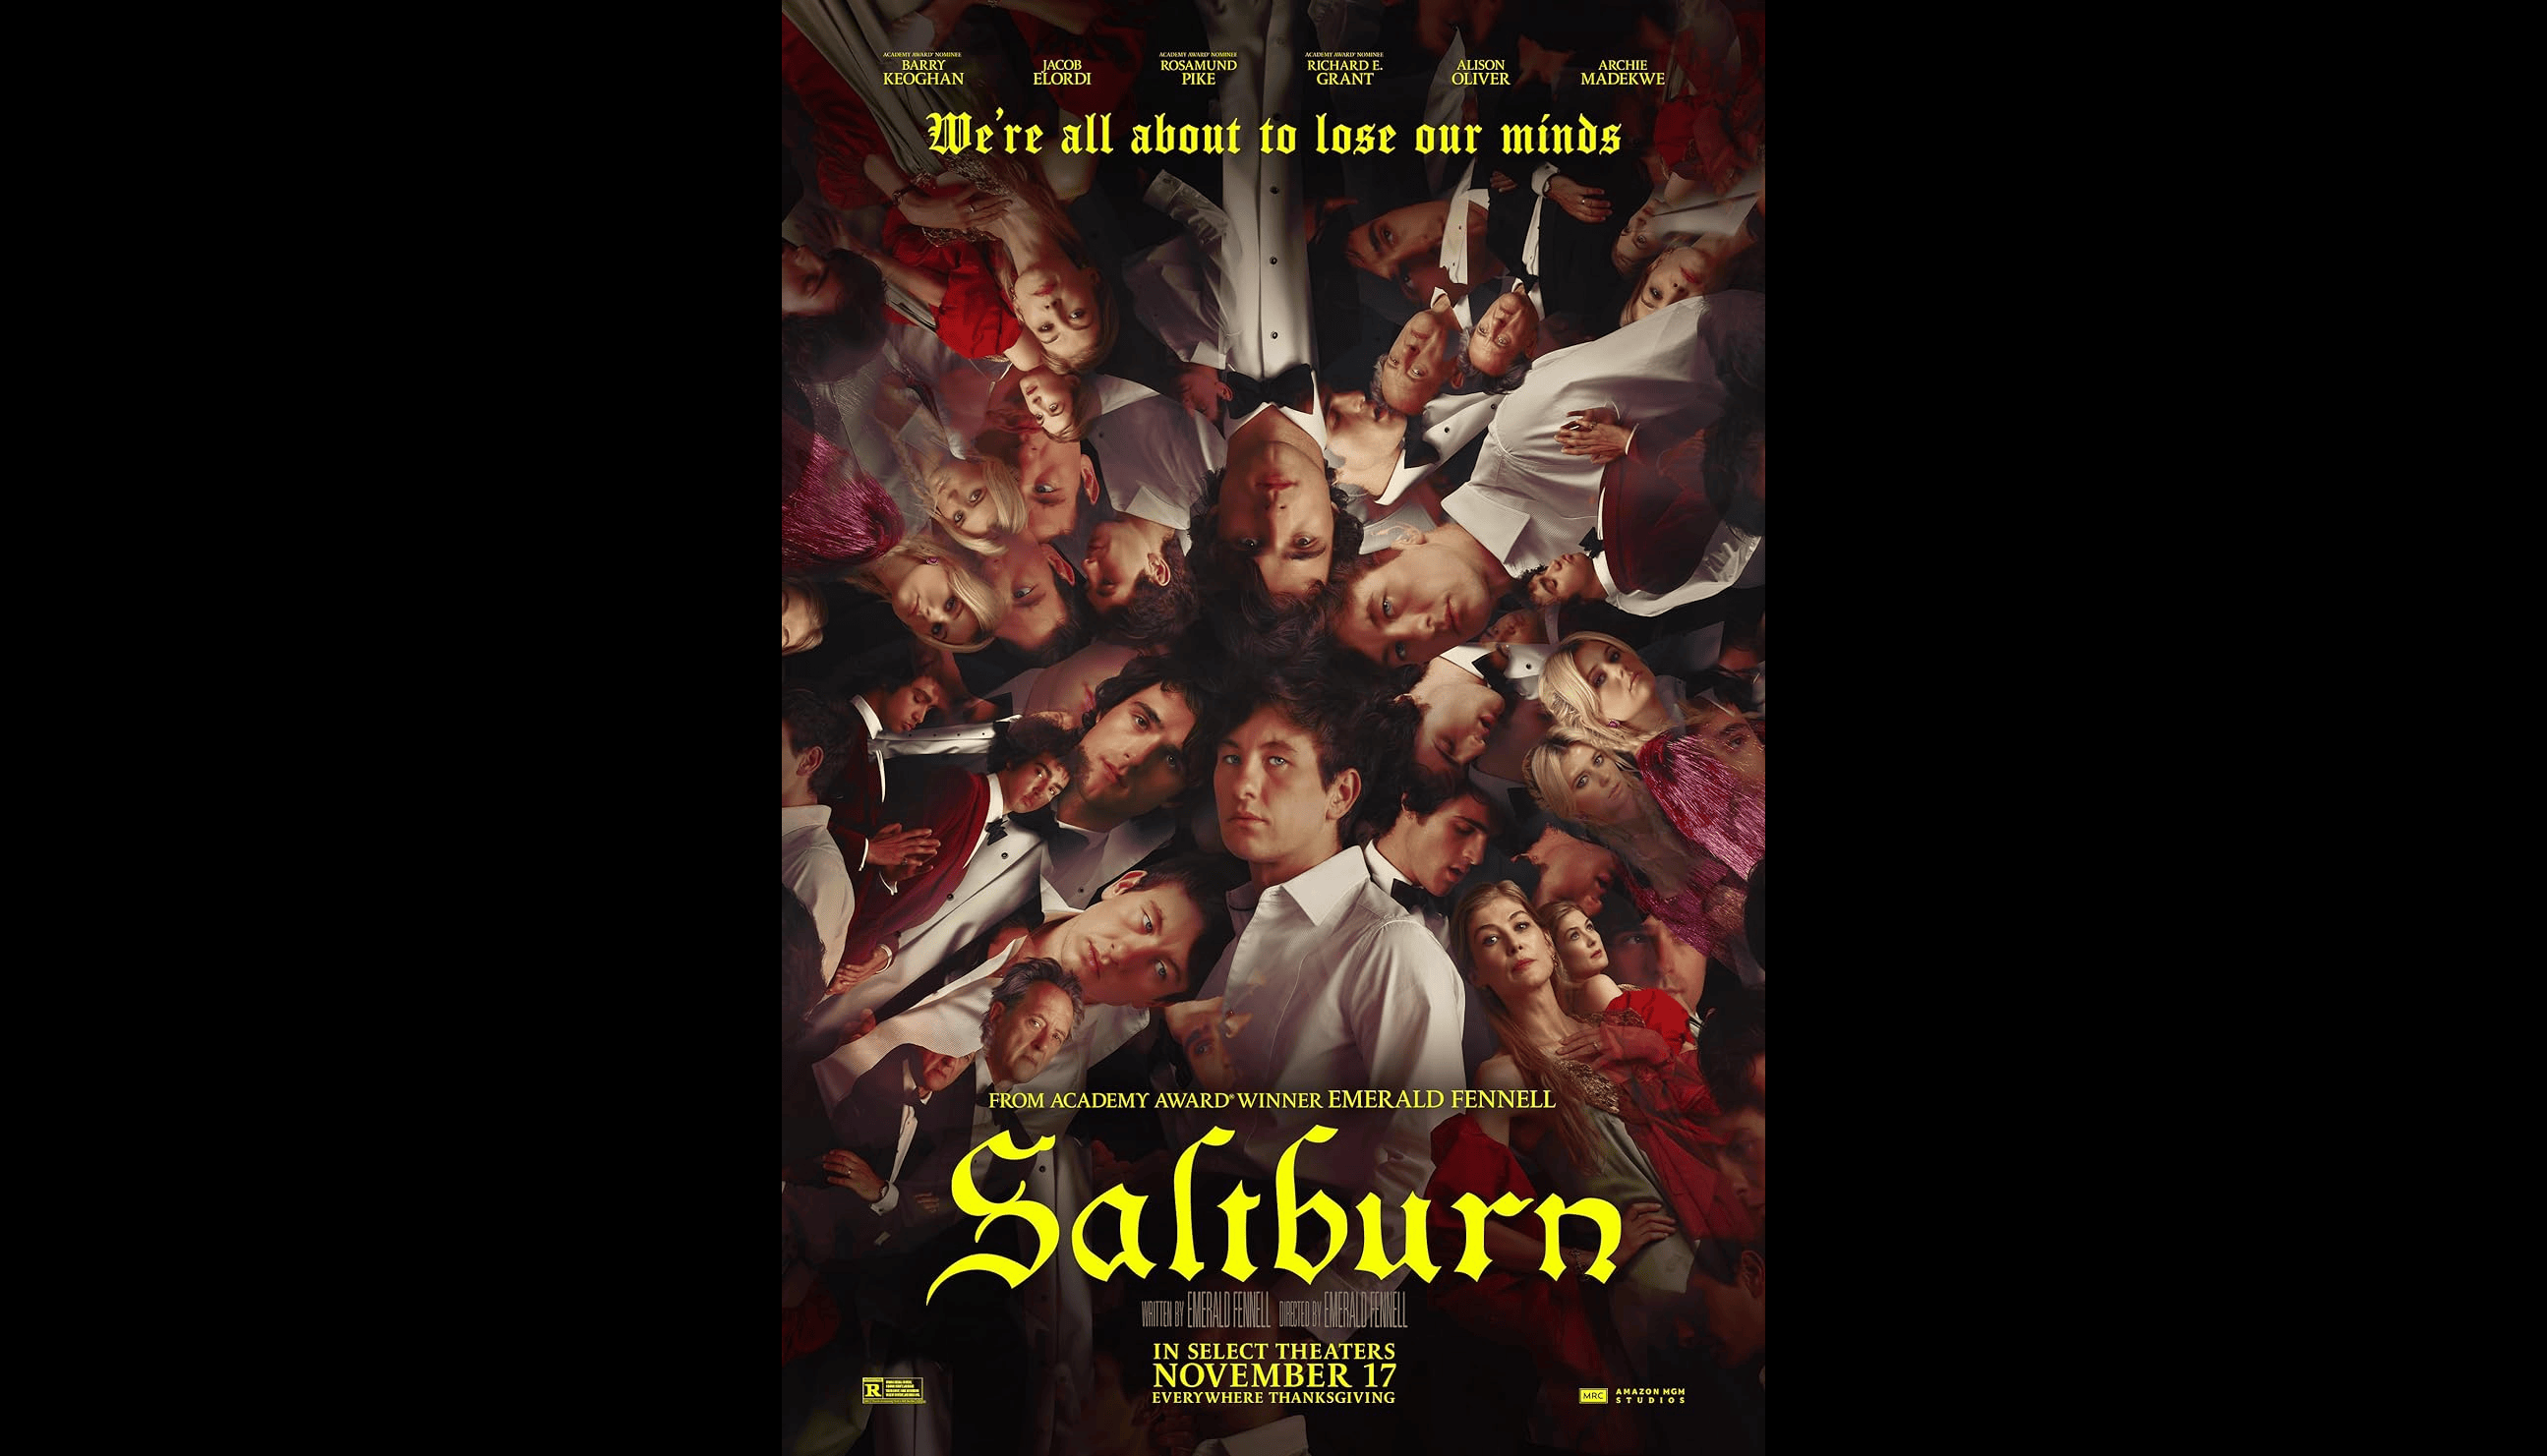 ACADEMY AWARD® NOMINEE
BARRY
KEOGHAN
JACOB
ELORDI
ACADEMY AWARD® NOMINEE
ROSAMUND
PIKE
ACADEMY AWARD® NOMINEE
RICHARD E.
GRANT
ALISON
OLIVER
ARCHIE
MADEKWE
We're all about to lose our minds
FROM ACADEMY AWARD® WINNER EMERALD FENNELL
Saltburn
WRITTEN BY EMERALD FENNELL DIRECTED BY EMERALD FENNELL
IN SELECT THEATERS
NOVEMBER 17
EVERYWHERE THANKSGIVING
R
MRC
AMAZON MGM
STUDIOS